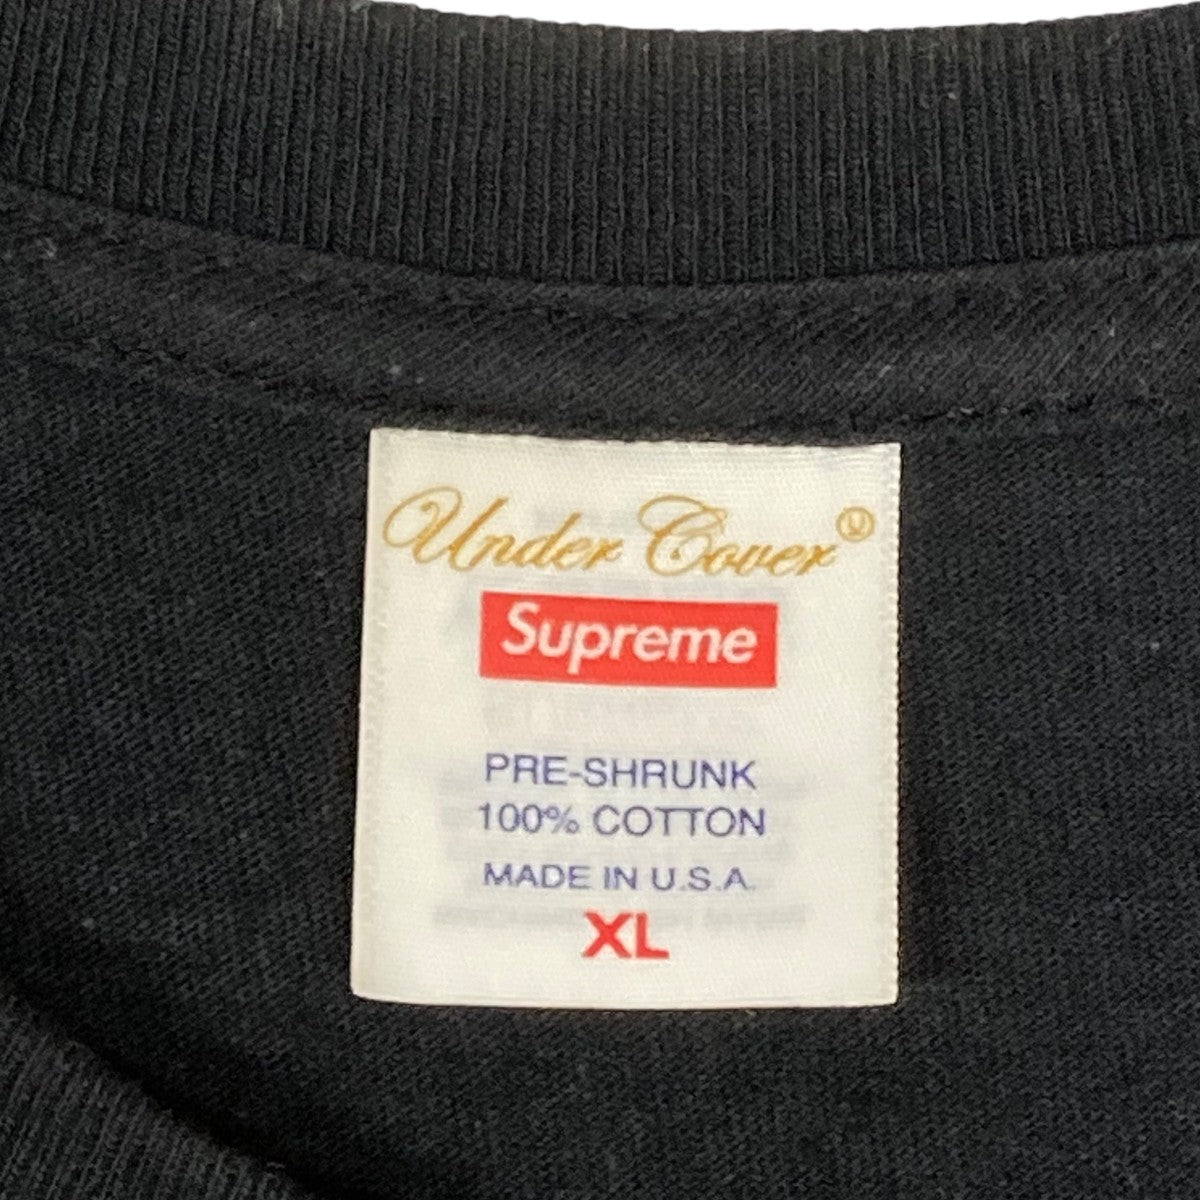 Under Cover Ⓤ
Supreme
PRE-SHRUNK
100% COTTON
MADE IN U.S.A.
XL